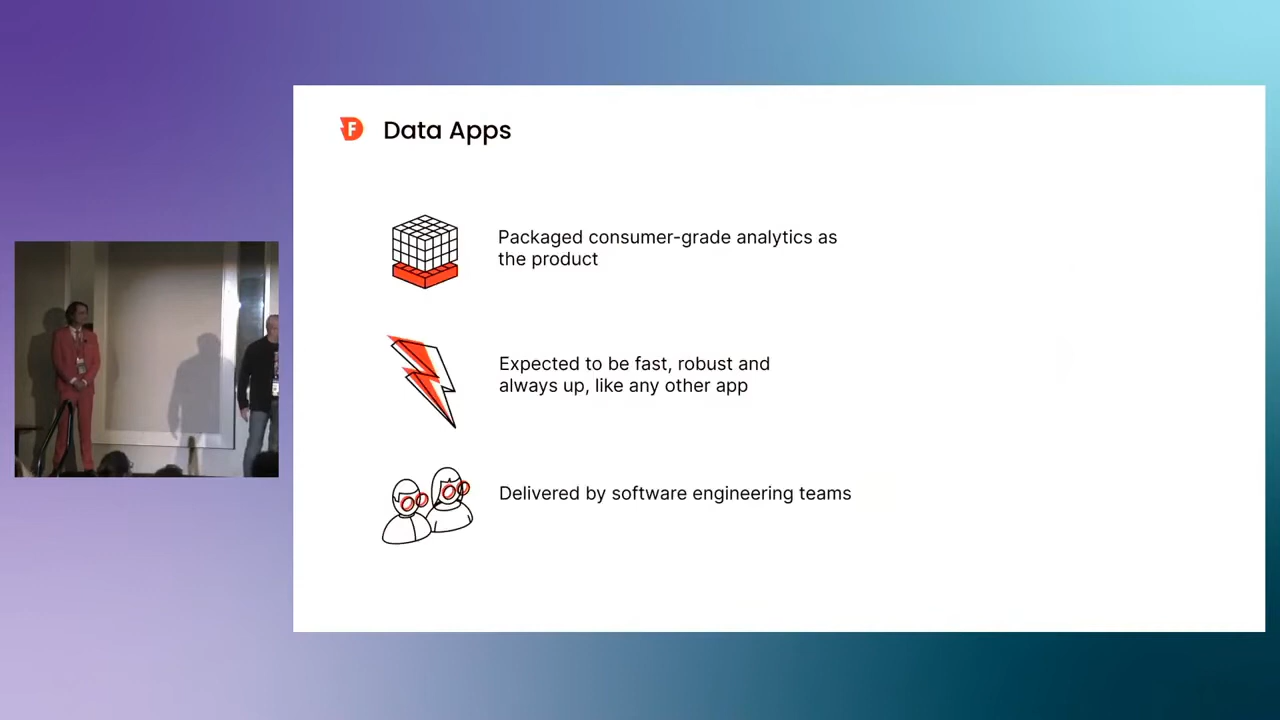 F
Data Apps
Packaged consumer-grade analytics as
the product
Expected to be fast, robust and
always up, like any other app
Delivered by software engineering teams